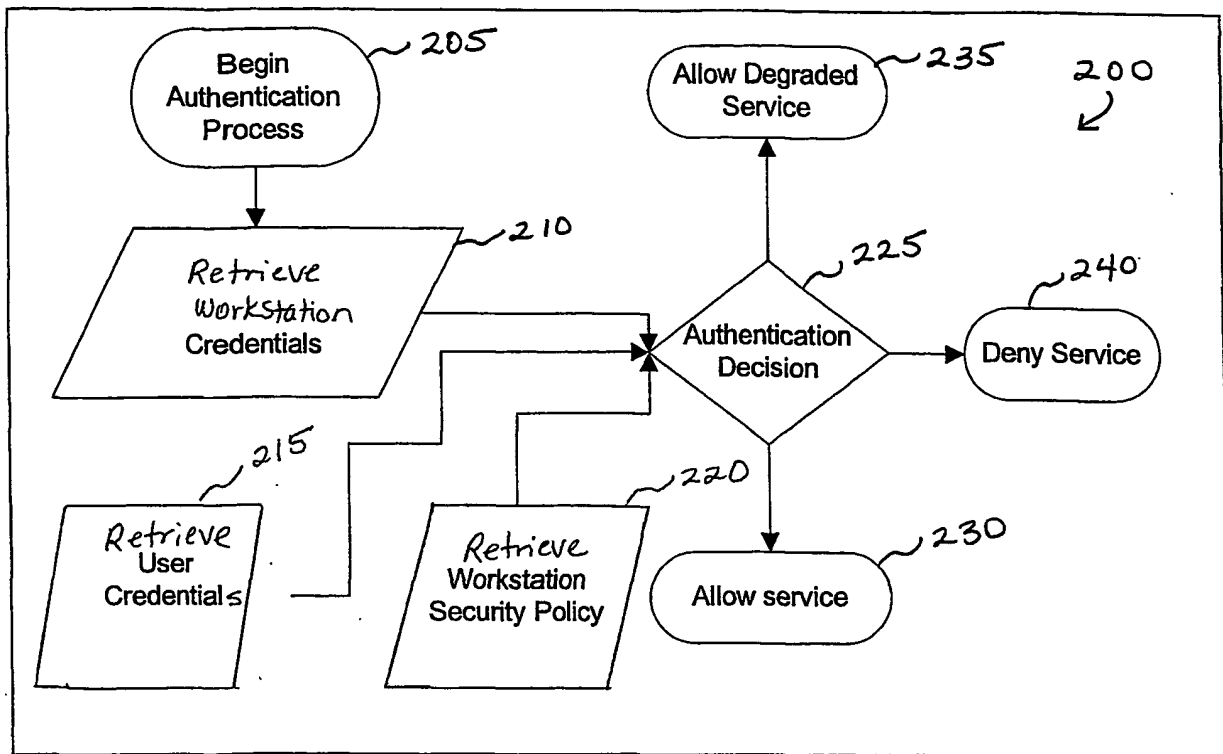 Begin
Authentication
Process
205
Allow Degraded
Service
235
200
Retrieve
Workstation
Credentials
210
Authentication
Decision
225
Deny Service
240
Retrieve
User
Credentials
215
Retrieve
Workstation
Security Policy
220
Allow service
230